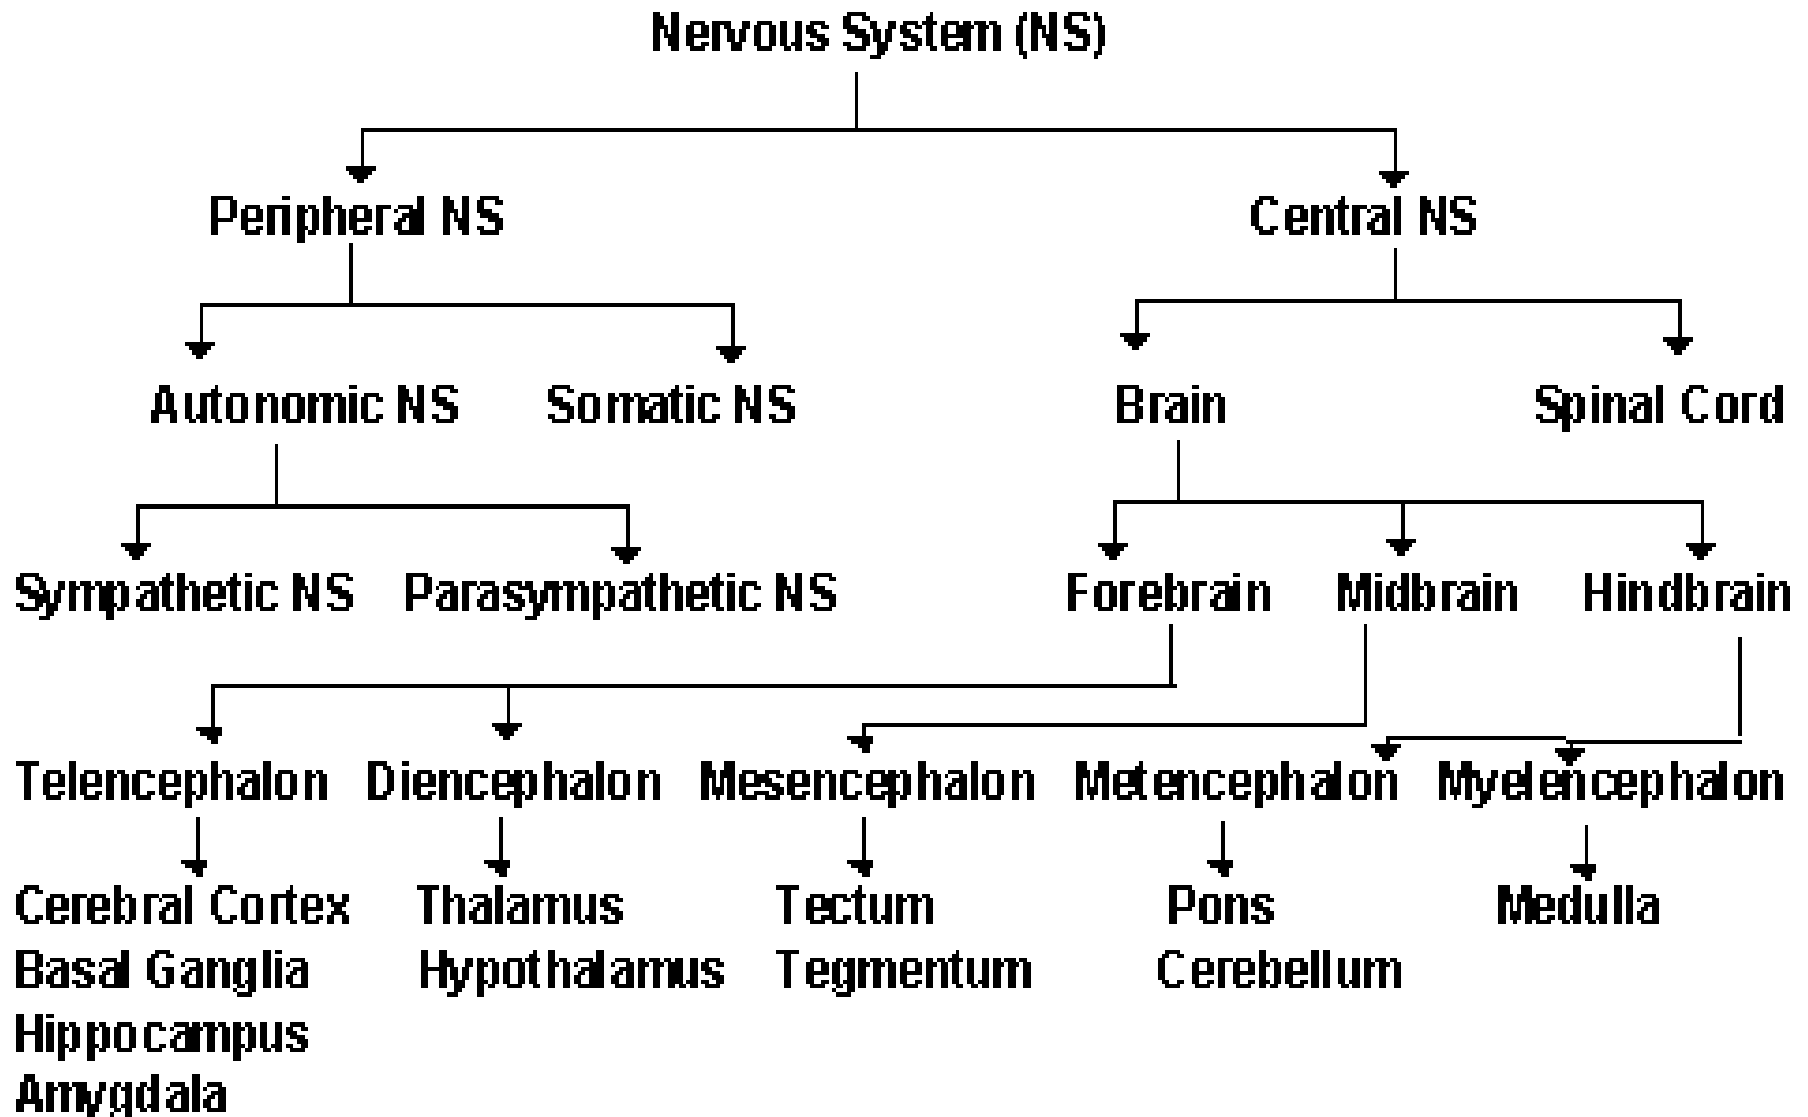 Nervous System (NS)
Peripheral NS Central NS
Autonomic NS Somatic NS Brain Spinal Cord
Sympathetic NS Parasympathetic NS Forebrain Midbrain Hindbrain
Telencephalon Diencephalon Mesencephalon Metencephalon Myelencephalon
Cerebral Cortex Thalamus Tectum Pons Medulla
Basal Ganglia Hypothalamus Tegmentum Cerebellum
Hippocampus
Amygdala